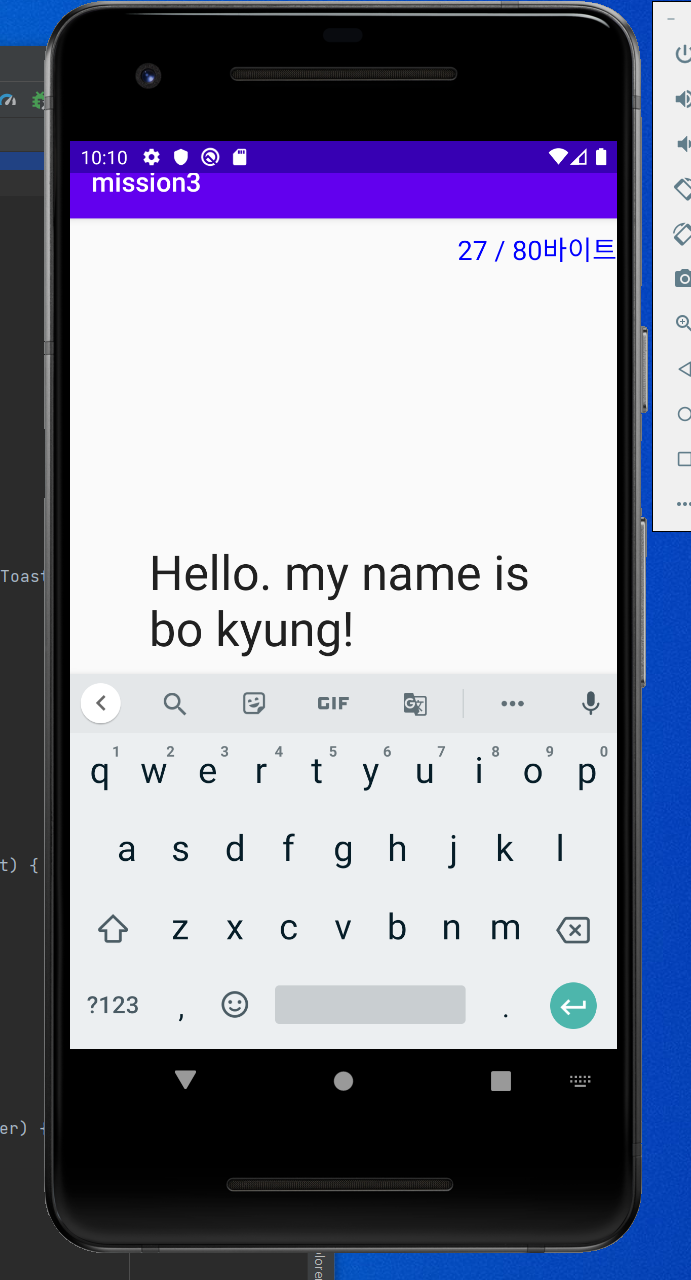 10:10
mission3
27 / 80바이트
Toast
Hello. my name is
bo kyung!
GIF
1 2 3 4 5 6 7 8 9 0
q w e r t y u i o p
a s d f g h j k l
t) {
z x c v b n m
?123 , .
er) {